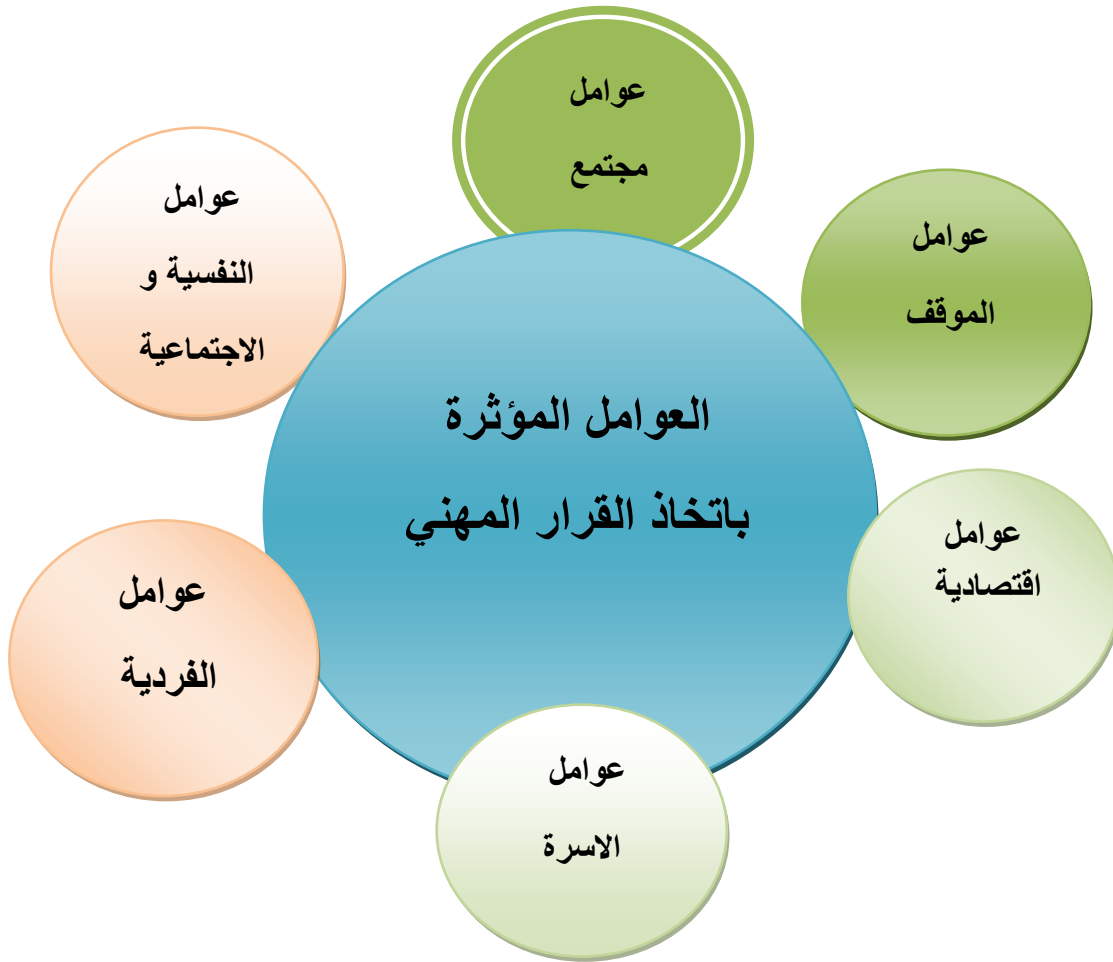 عوامل
مجتمع
عوامل
الموقف
عوامل
النفسية و
الاجتماعية
العوامل المؤثرة
باتخاذ القرار المهني
عوامل
اقتصادية
عوامل
الفردية
عوامل
الاسرة